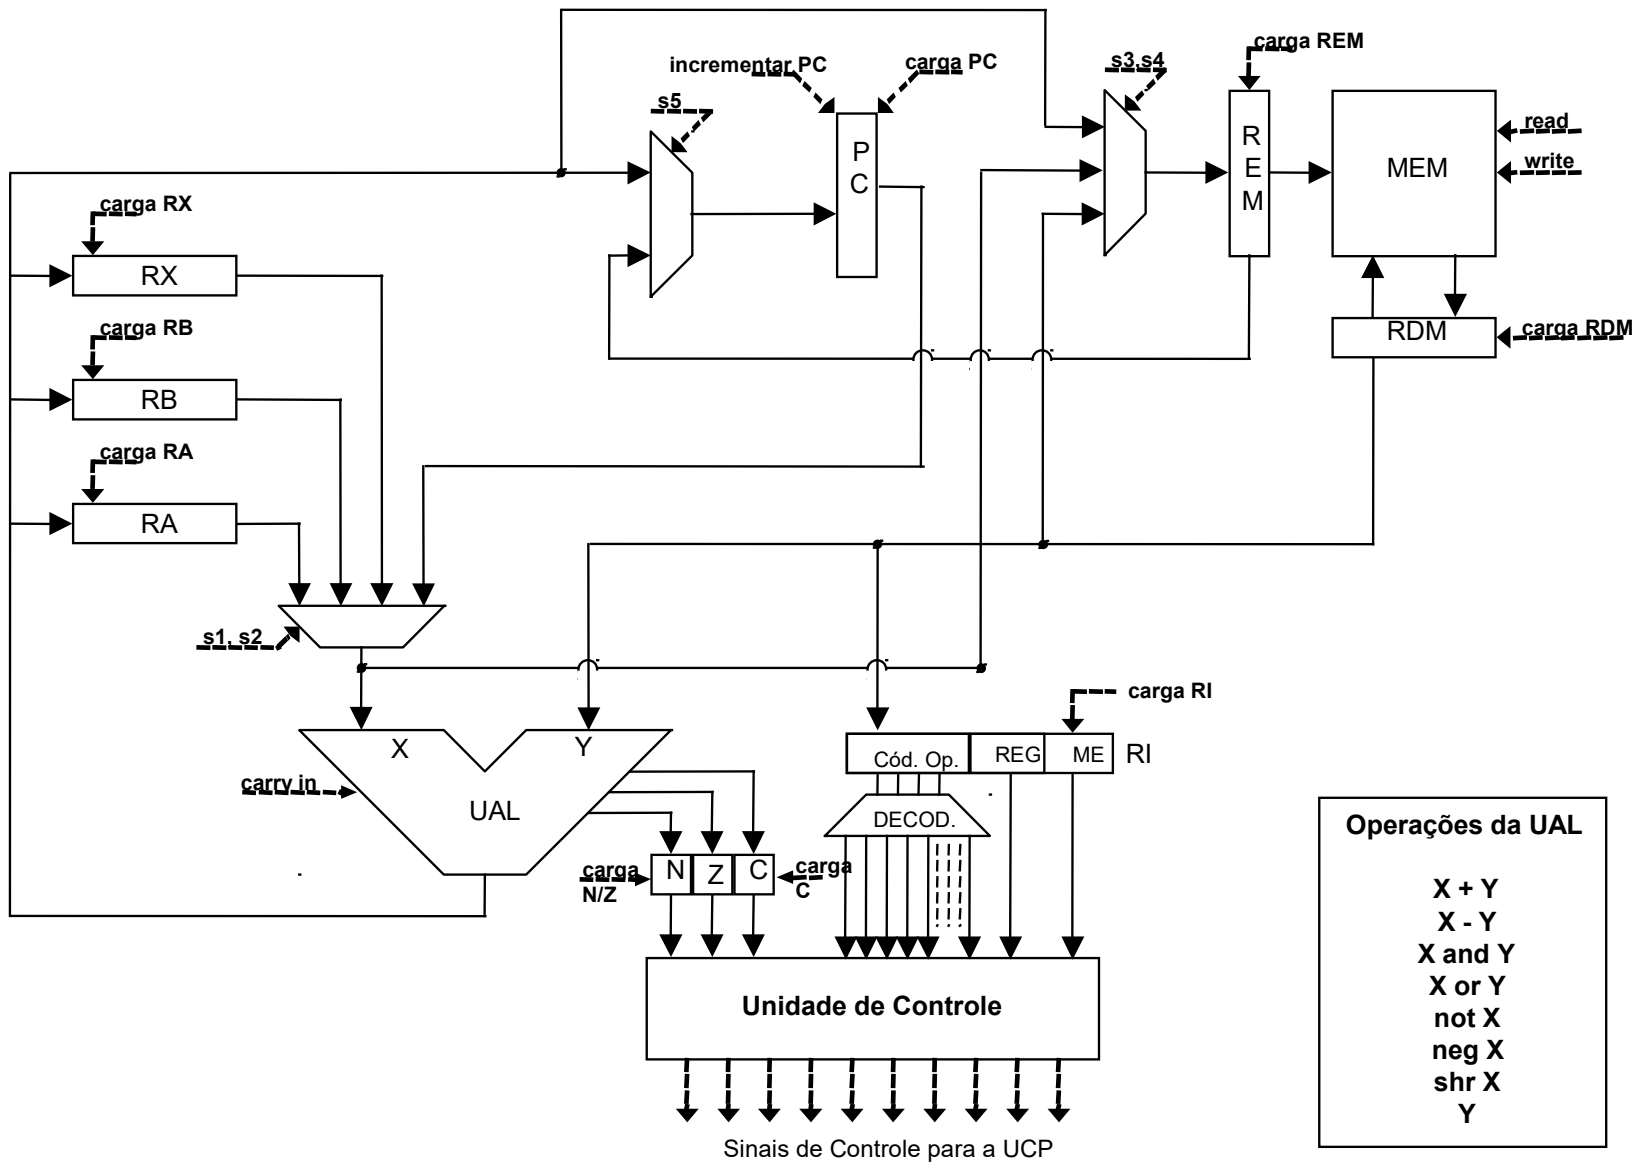 carga REM
incrementar PC
carga PC
s3,s4
s5
read
write
P
C
R
E
M
MEM
carga RX
RX
carga RB
RB
RDM
carga RDM
carga RA
RA
s1, s2
carga RI
X
Y
Cód. Op.
REG
ME
RI
carry in
UAL
DECOD.
Operações da UAL
carga
N/Z
N
Z
C
carga
C
X + Y
X - Y
X and Y
X or Y
not X
neg X
shr X
Y
Unidade de Controle
Sinais de Controle para a UCP